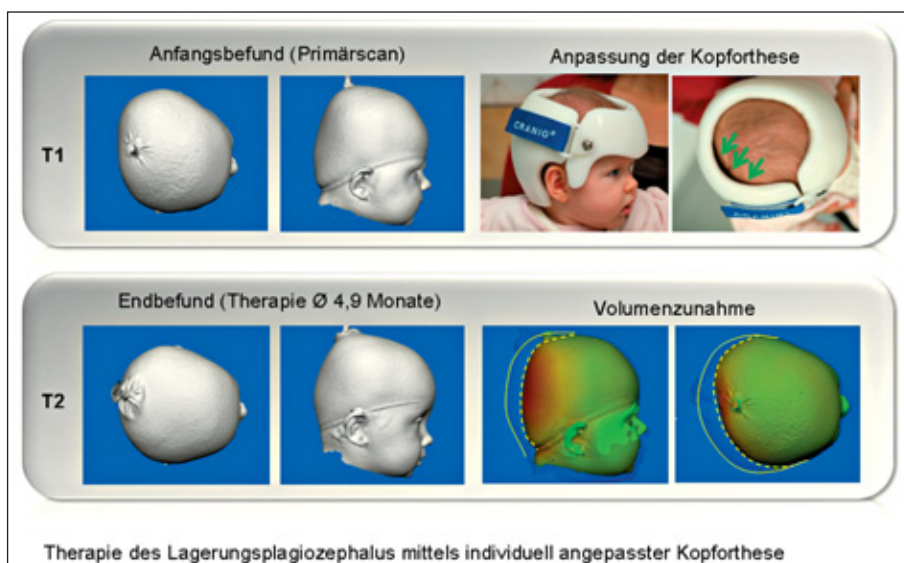 Anfangsbefund (Primärscan)
Anpassung der Kopforthese
T1
CRANIO®
Endbefund (Therapie Ø 4,9 Monate)
Volumenzunahme
T2
Therapie des Lagerungsplagiozephalus mittels individuell angepasster Kopforthese